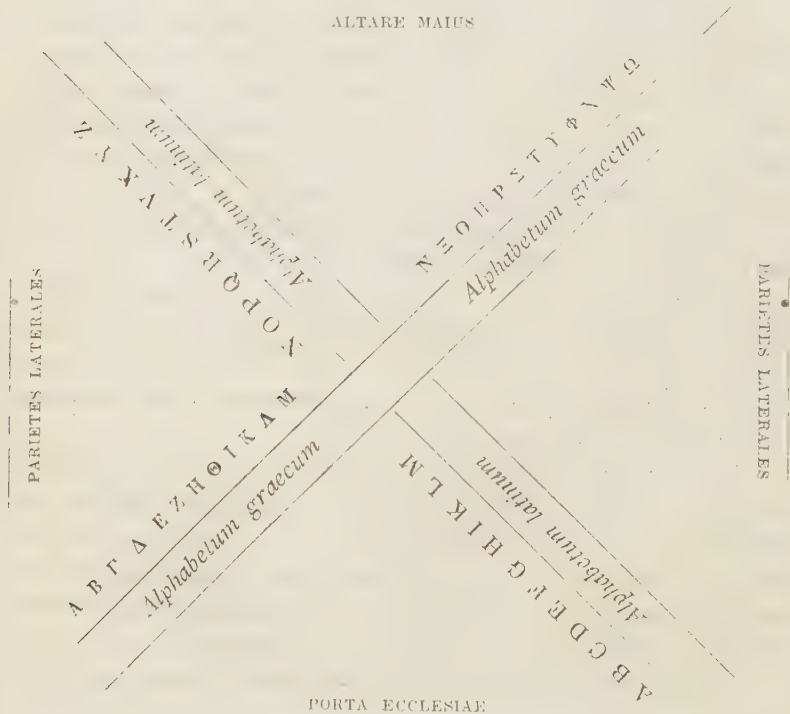 ALTARE MAIUS
Alphabetum latinum
N O P Q R S T V X Y Z
Ν Ξ Ο Π Ρ Σ Τ Υ Φ Χ Ψ Ω
Alphabetum graecum
PARIETES LATERALES
PARIETES LATERALES
Α Β Γ Δ Ε Ζ Η Θ Ι Κ Λ Μ
Alphabetum graecum
Alphabetum latinum
A B C D E F G H I K L M
PORTA ECCLESIAE